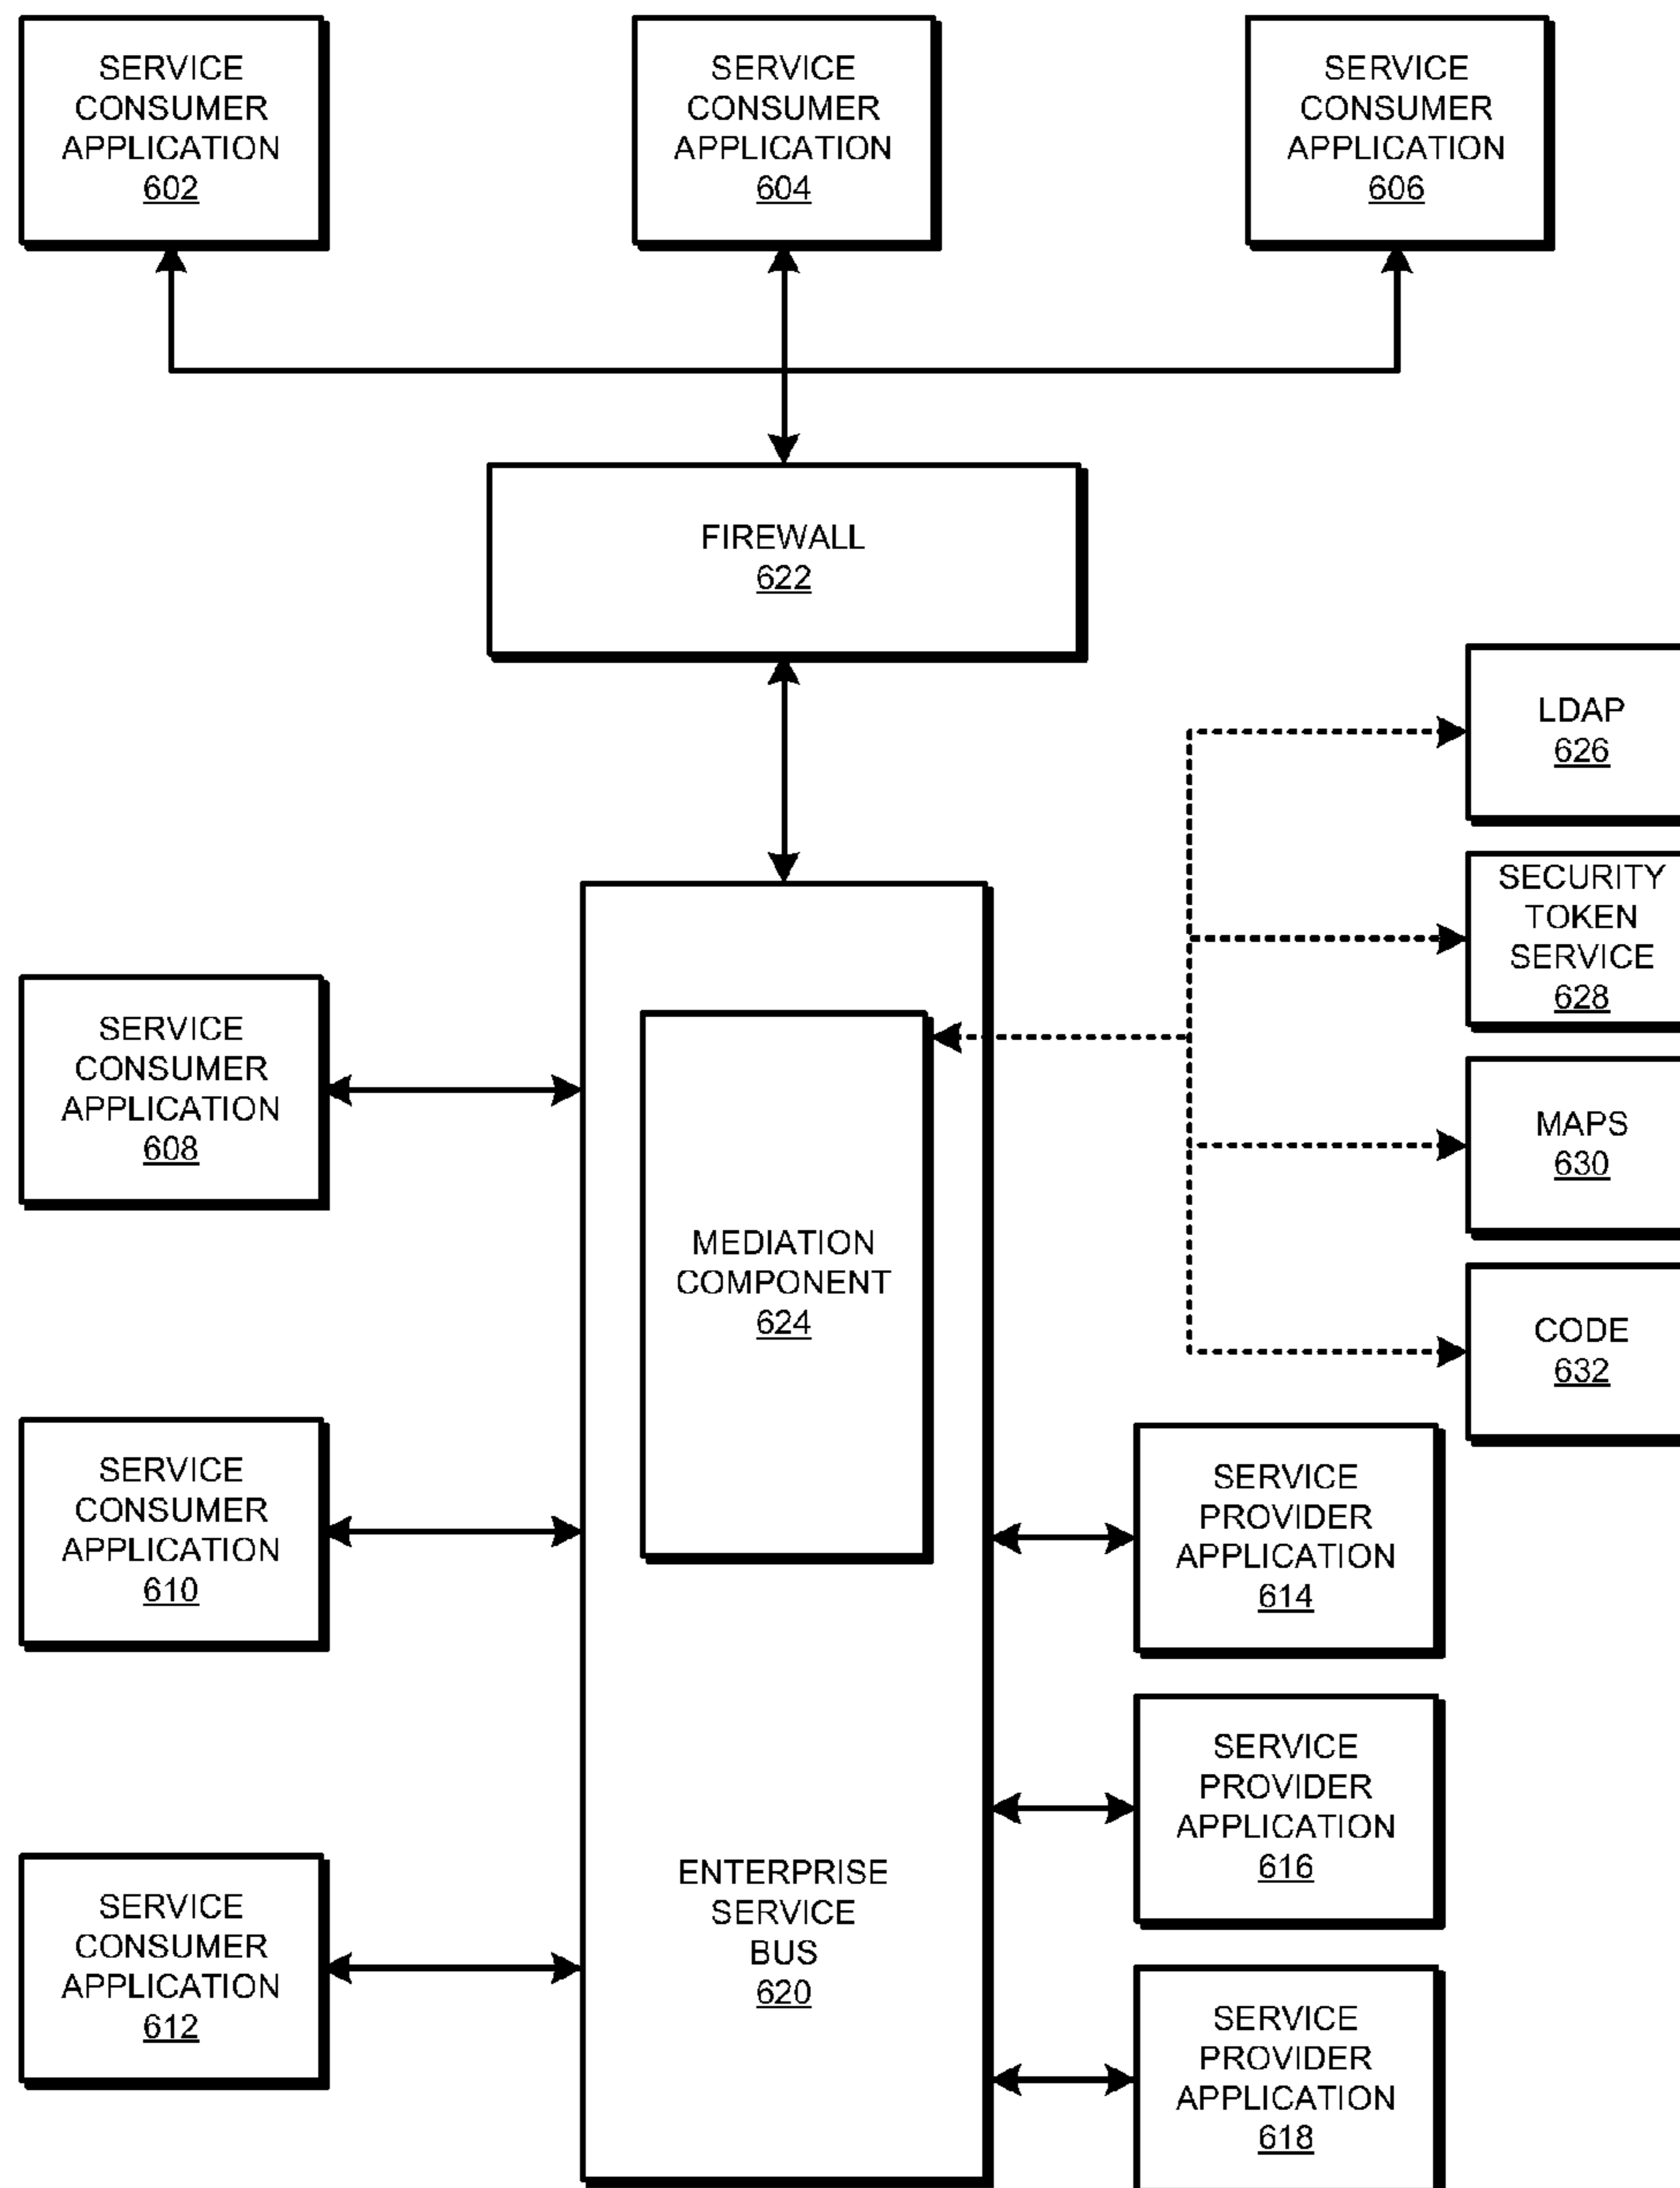 SERVICE
CONSUMER
APPLICATION
602
SERVICE
CONSUMER
APPLICATION
604
SERVICE
CONSUMER
APPLICATION
606
FIREWALL
622
LDAP
626
SECURITY
TOKEN
SERVICE
628
SERVICE
CONSUMER
APPLICATION
608
MAPS
630
MEDIATION
COMPONENT
624
CODE
632
SERVICE
CONSUMER
APPLICATION
610
SERVICE
PROVIDER
APPLICATION
614
SERVICE
PROVIDER
APPLICATION
616
ENTERPRISE
SERVICE
BUS
620
SERVICE
CONSUMER
APPLICATION
612
SERVICE
PROVIDER
APPLICATION
618